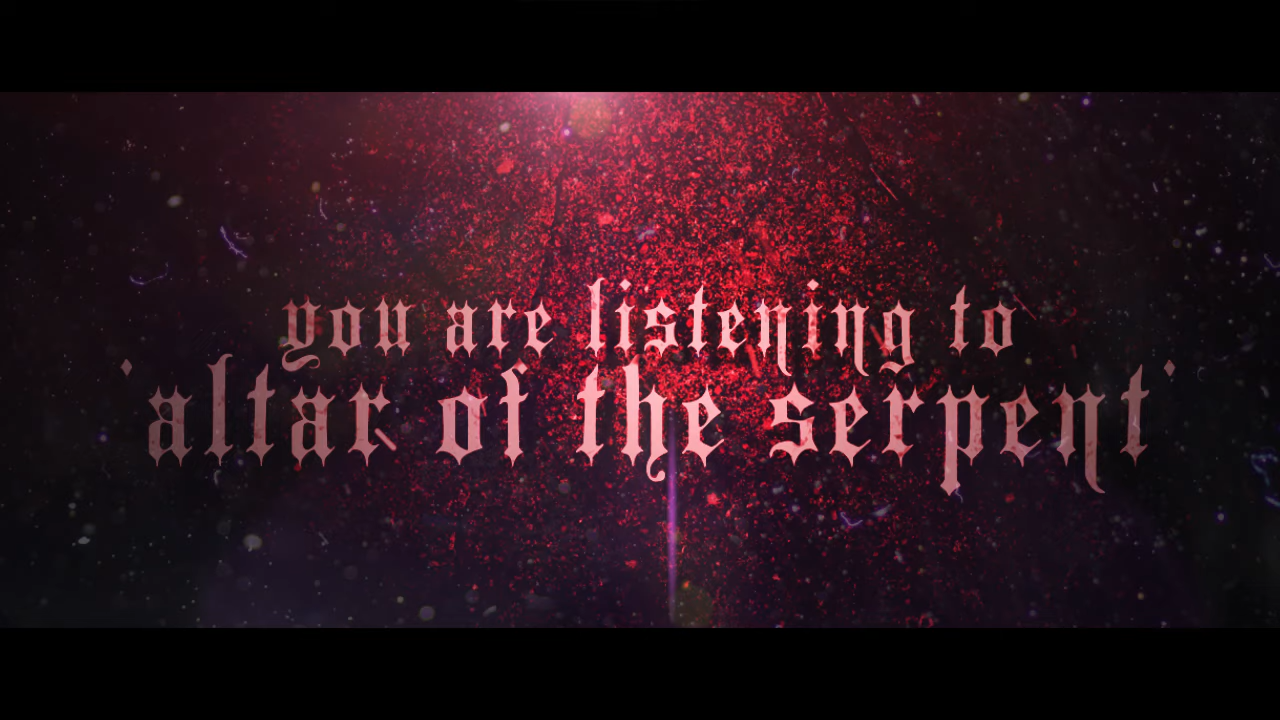 you are listening to
'altar of the serpent'